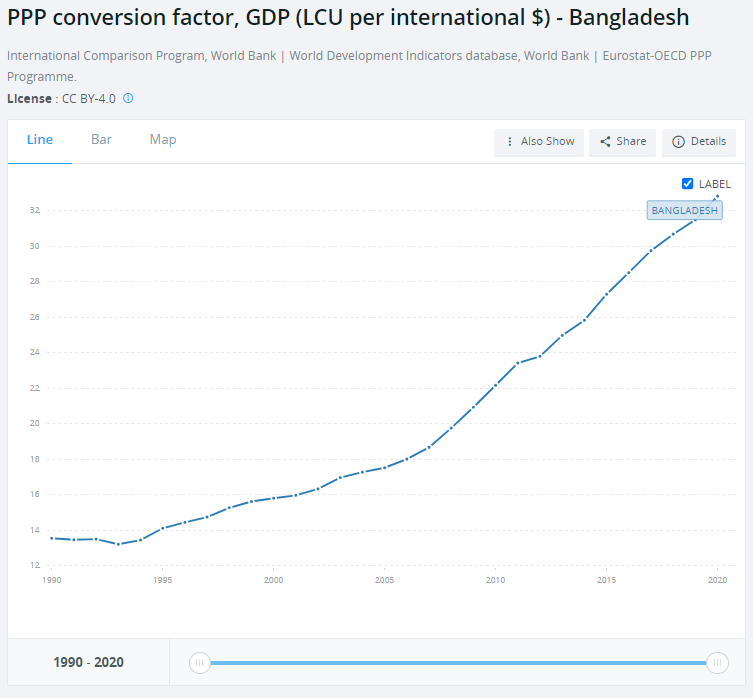 PPP conversion factor, GDP (LCU per international $) - Bangladesh
International Comparison Program, World Bank | World Development Indicators database, World Bank | Eurostat-OECD PPP
Programme.
License : CC BY-4.0
Line Bar Map Also Show Share Details
LABEL
BANGLADESH
32
30
28
26
24
22
20
18
16
14
12
1990 1995 2000 2005 2010 2015 2020
1990 - 2020